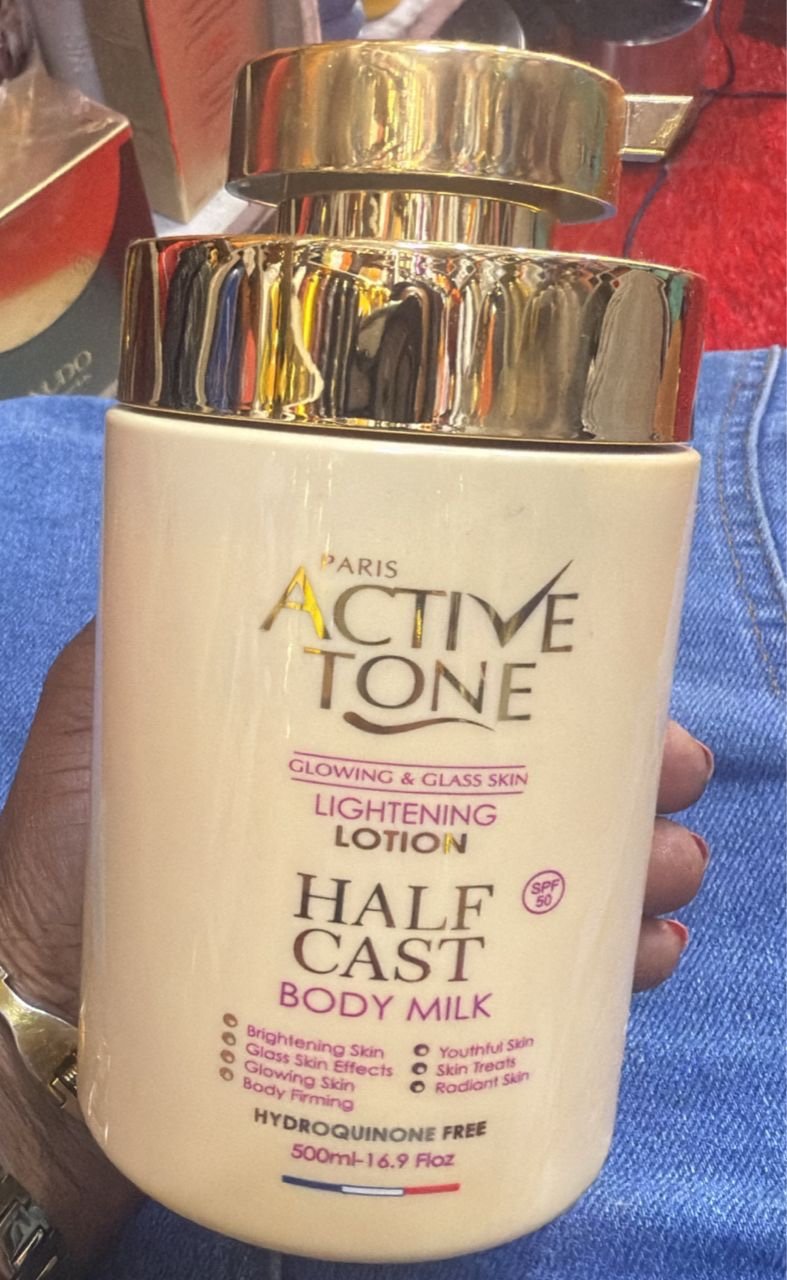 PARIS
ACTIVE
TONE
GLOWING & GLASS SKIN
LIGHTENING
LOTION
HALF
CAST
SPF
50
BODY MILK
Brightening Skin
Glass Skin Effects
Glowing Skin
Body Firming
Youthful Skin
Skin Treats
Radiant Skin
HYDROQUINONE FREE
500ml-16.9 Floz